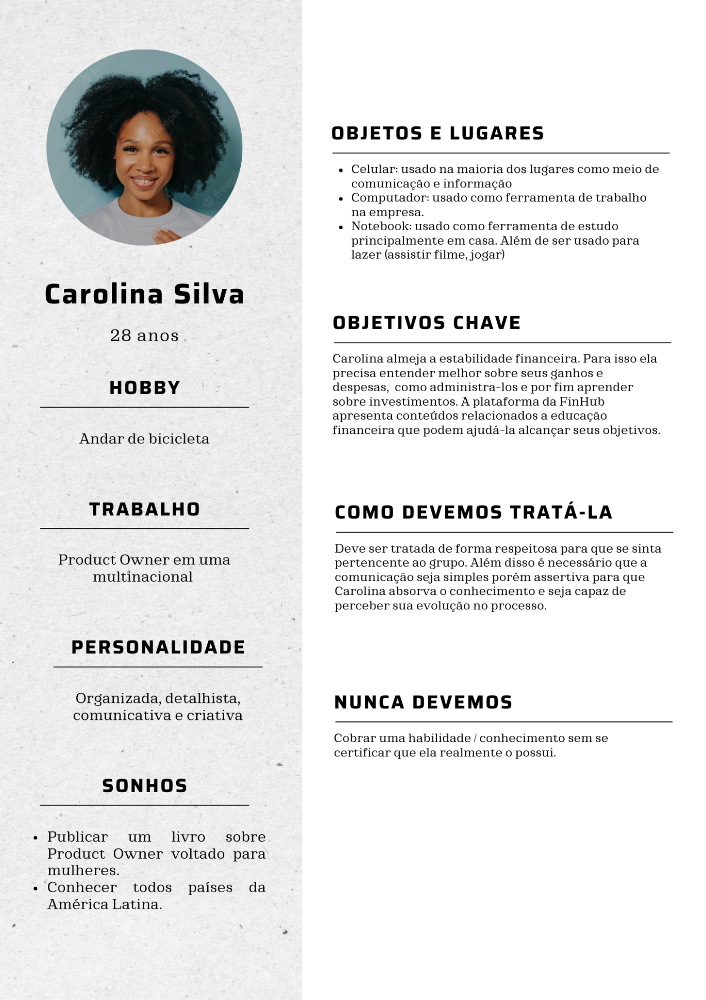 freepik
freepik
freepik
Carolina Silva
28 anos
HOBBY
Andar de bicicleta
TRABALHO
Product Owner em uma
multinacional
PERSONALIDADE
Organizada, detalhista,
comunicativa e criativa
SONHOS
• Publicar um livro sobre
Product Owner voltado para
mulheres.
• Conhecer todos países da
América Latina.
OBJETOS E LUGARES
• Celular: usado na maioria dos lugares como meio de
comunicação e informação
• Computador: usado como ferramenta de trabalho
na empresa.
• Notebook: usado como ferramenta de estudo
principalmente em casa. Além de ser usado para
lazer (assistir filme, jogar)
OBJETIVOS CHAVE
Carolina almeja a estabilidade financeira. Para isso ela
precisa entender melhor sobre seus ganhos e
despesas,  como administra-los e por fim aprender
sobre investimentos. A plataforma da FinHub
apresenta conteúdos relacionados a educação
financeira que podem ajudá-la alcançar seus objetivos.
COMO DEVEMOS TRATÁ-LA
Deve ser tratada de forma respeitosa para que se sinta
pertencente ao grupo. Além disso é necessário que a
comunicação seja simples porém assertiva para que
Carolina absorva o conhecimento e seja capaz de
perceber sua evolução no processo.
NUNCA DEVEMOS
Cobrar uma habilidade / conhecimento sem se
certificar que ela realmente o possui.